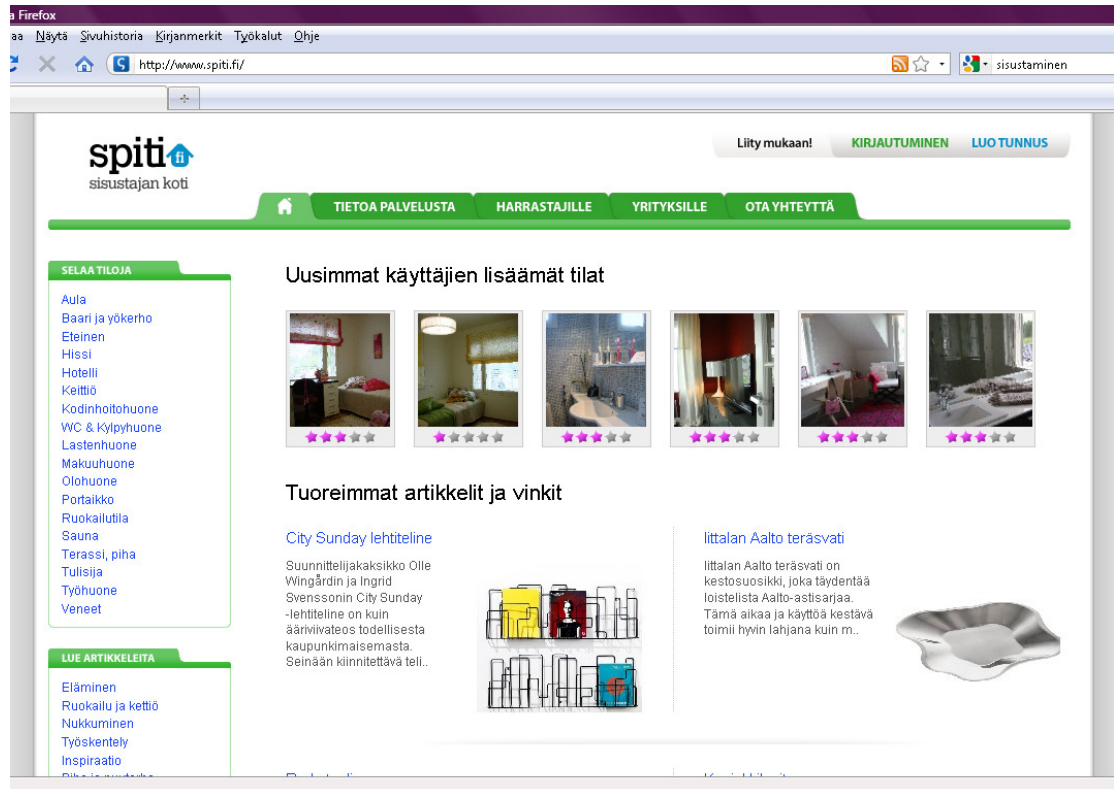 a Firefox
aa Näytä Sivuhistoria Kirjanmerkit Työkalut Ohje
http://www.spiti.fi/
sisustaminen
spiti fi
sisustajan koti
Liity mukaan! KIRJAUTUMINEN LUO TUNNUS
TIETOA PALVELUSTA HARRASTAJILLE YRITYKSILLE OTA YHTEYTTÄ
SELAA TILOJA
Aula
Baari ja yökerho
Eteinen
Hissi
Hotelli
Keittiö
Kodinhoitohuone
WC & Kylpyhuone
Lastenhuone
Makuuhuone
Olohuone
Portaikko
Ruokailutila
Sauna
Terassi, piha
Tulisija
Työhuone
Veneet
LUE ARTIKKELEITA
Eläminen
Ruokailu ja kettiö
Nukkuminen
Työskentely
Inspiraatio
Uusimmat käyttäjien lisäämät tilat
Tuoreimmat artikkelit ja vinkit
City Sunday lehtiteline
Suunnittelijakaksikko Olle
Wingårdin ja Ingrid
Svenssonin City Sunday
-lehtiteline on kuin
ääriviivateos todellisesta
kaupunkimaisemasta.
Seinään kiinnitettävä teli..
Iittalan Aalto teräsvati
Iittalan Aalto teräsvati on
kestosuosikki, joka täydentää
loistelista Aalto-astisarjaa.
Tämä aikaa ja käyttöä kestävä
toimii hyvin lahjana kuin m..